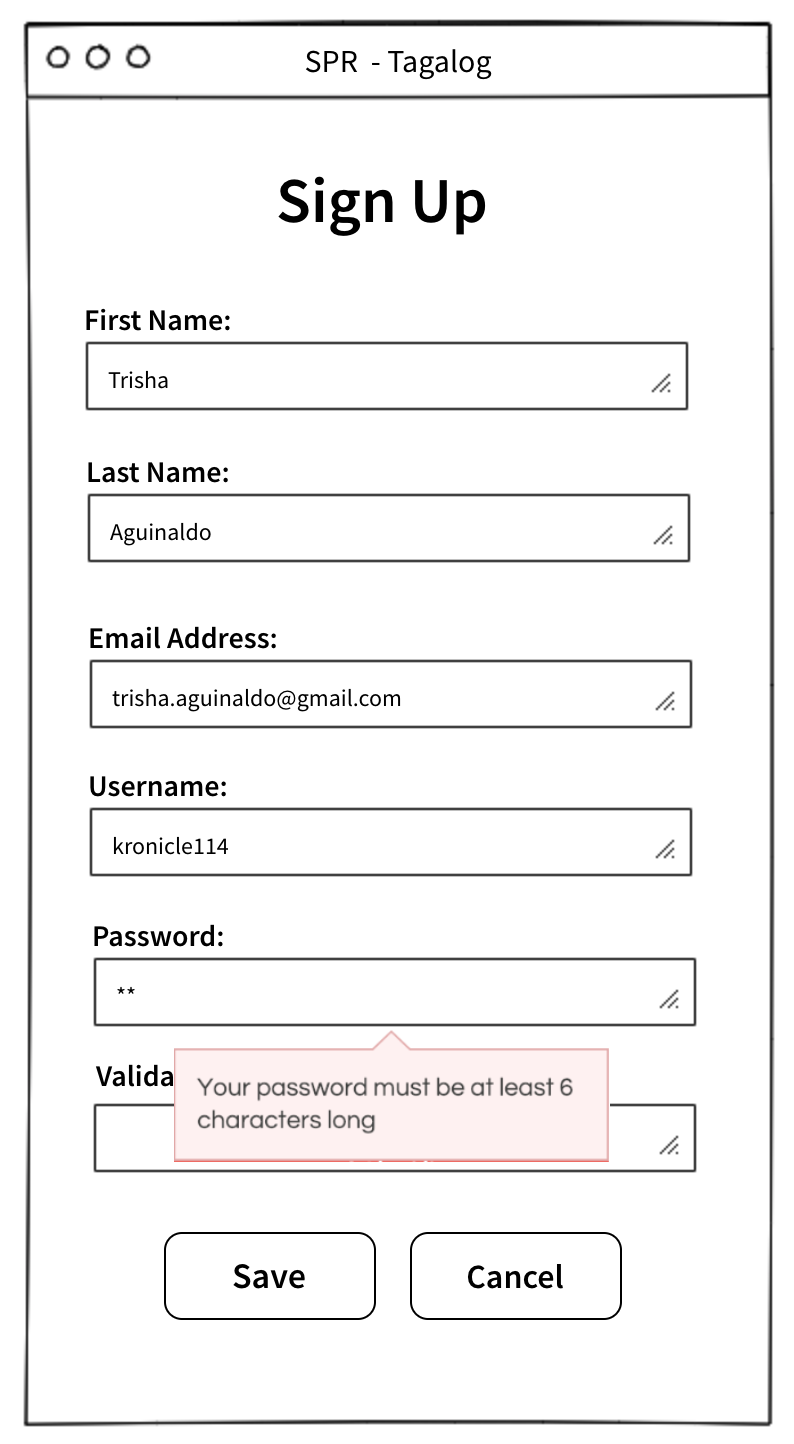 SPR - Tagalog
Sign Up
First Name:
Trisha
Last Name:
Aguinaldo
Email Address:
trisha.aguinaldo@gmail.com
Username:
kronicle114
Password:
**
Your password must be at least 6
characters long
Save
Cancel